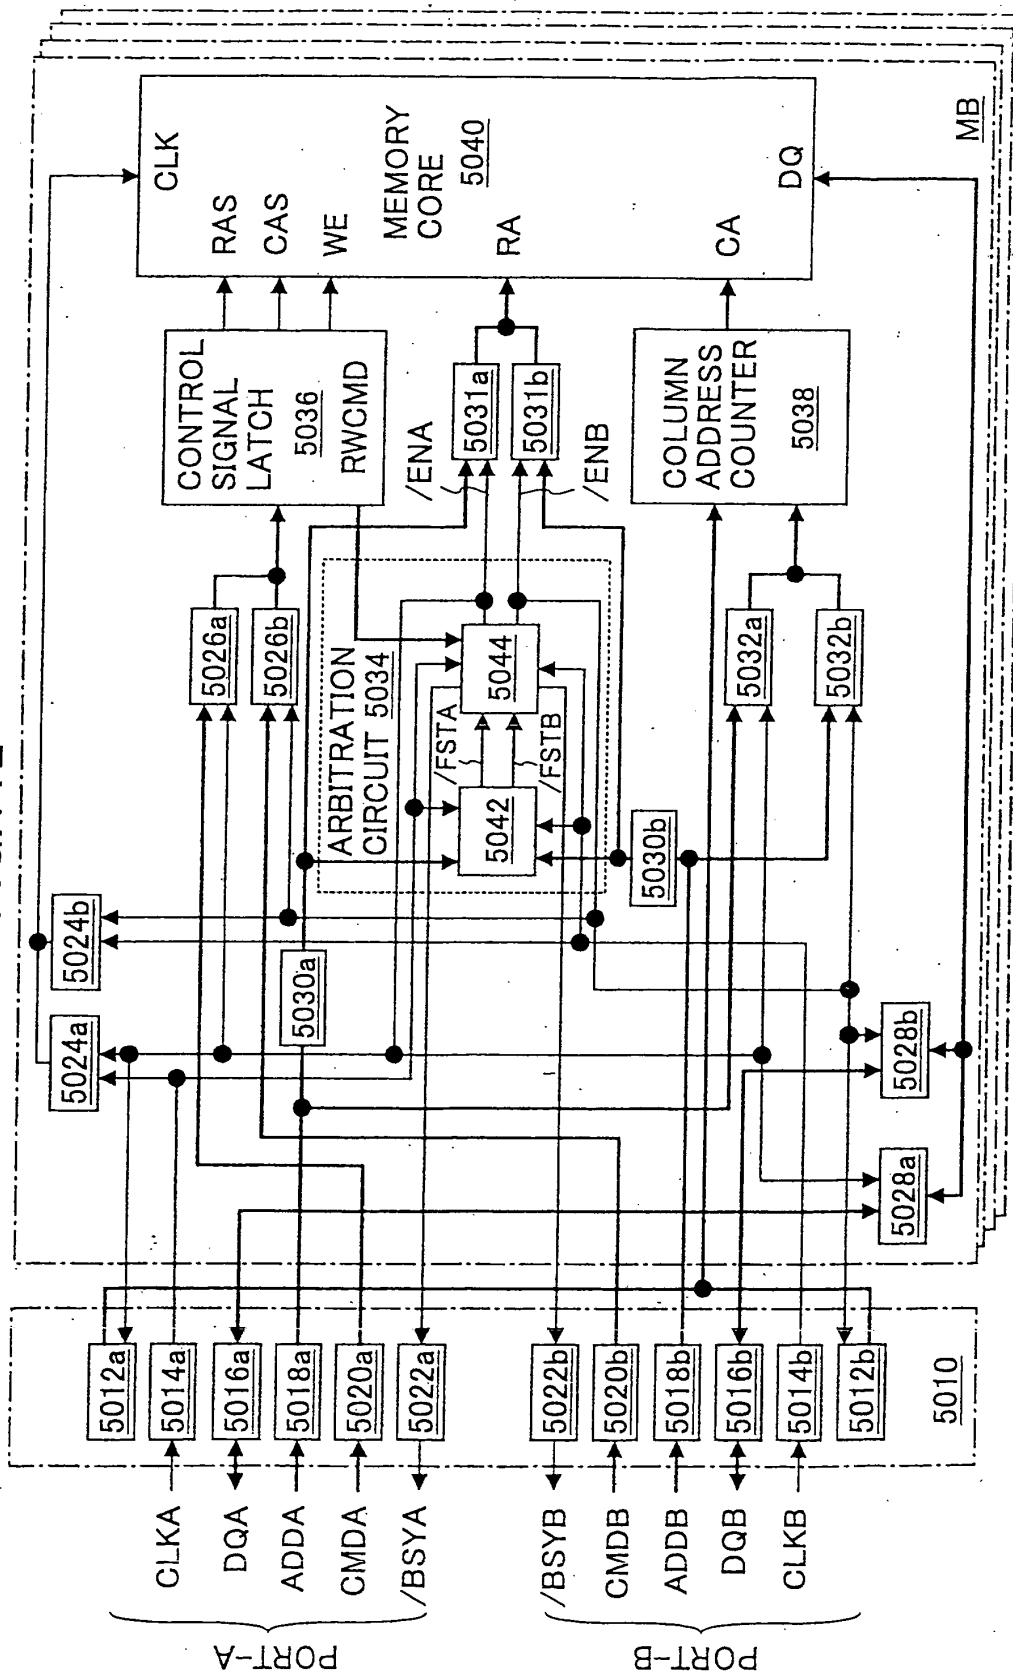 PORT-A
CLKA
DQA
ADDA
CMDA
/BSYA
PORT-B
/BSYB
CMDB
ADDB
DQB
CLKB
5012a
5014a
5016a
5018a
5020a
5022a
5022b
5020b
5018b
5016b
5014b
5012b
5010
5024a
5024b
5030a
5026a
5026b
5028a
5028b
5030b
ARBITRATION
CIRCUIT 5034
5042
/FSTA
/FSTB
5044
/ENA
/ENB
5031a
5031b
5032a
5032b
CONTROL
SIGNAL
LATCH
5036
RWCMD
COLUMN
ADDRESS
COUNTER
5038
CLK
RAS
CAS
WE
MEMORY
CORE
5040
RA
CA
DQ
MB